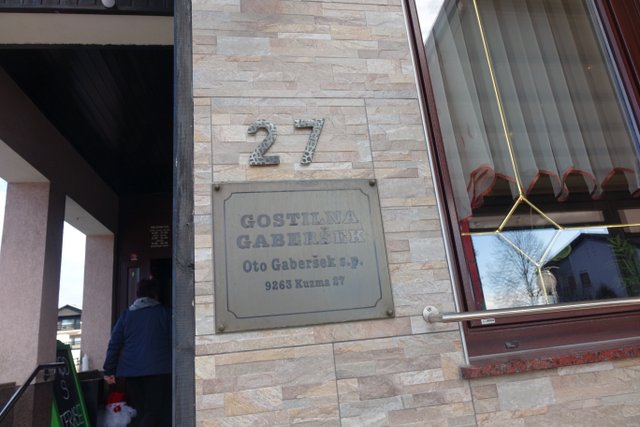 27
GOSTILNA
GABERŠEK
Oto Gaberšek s.p.
9263 Kuzma 27